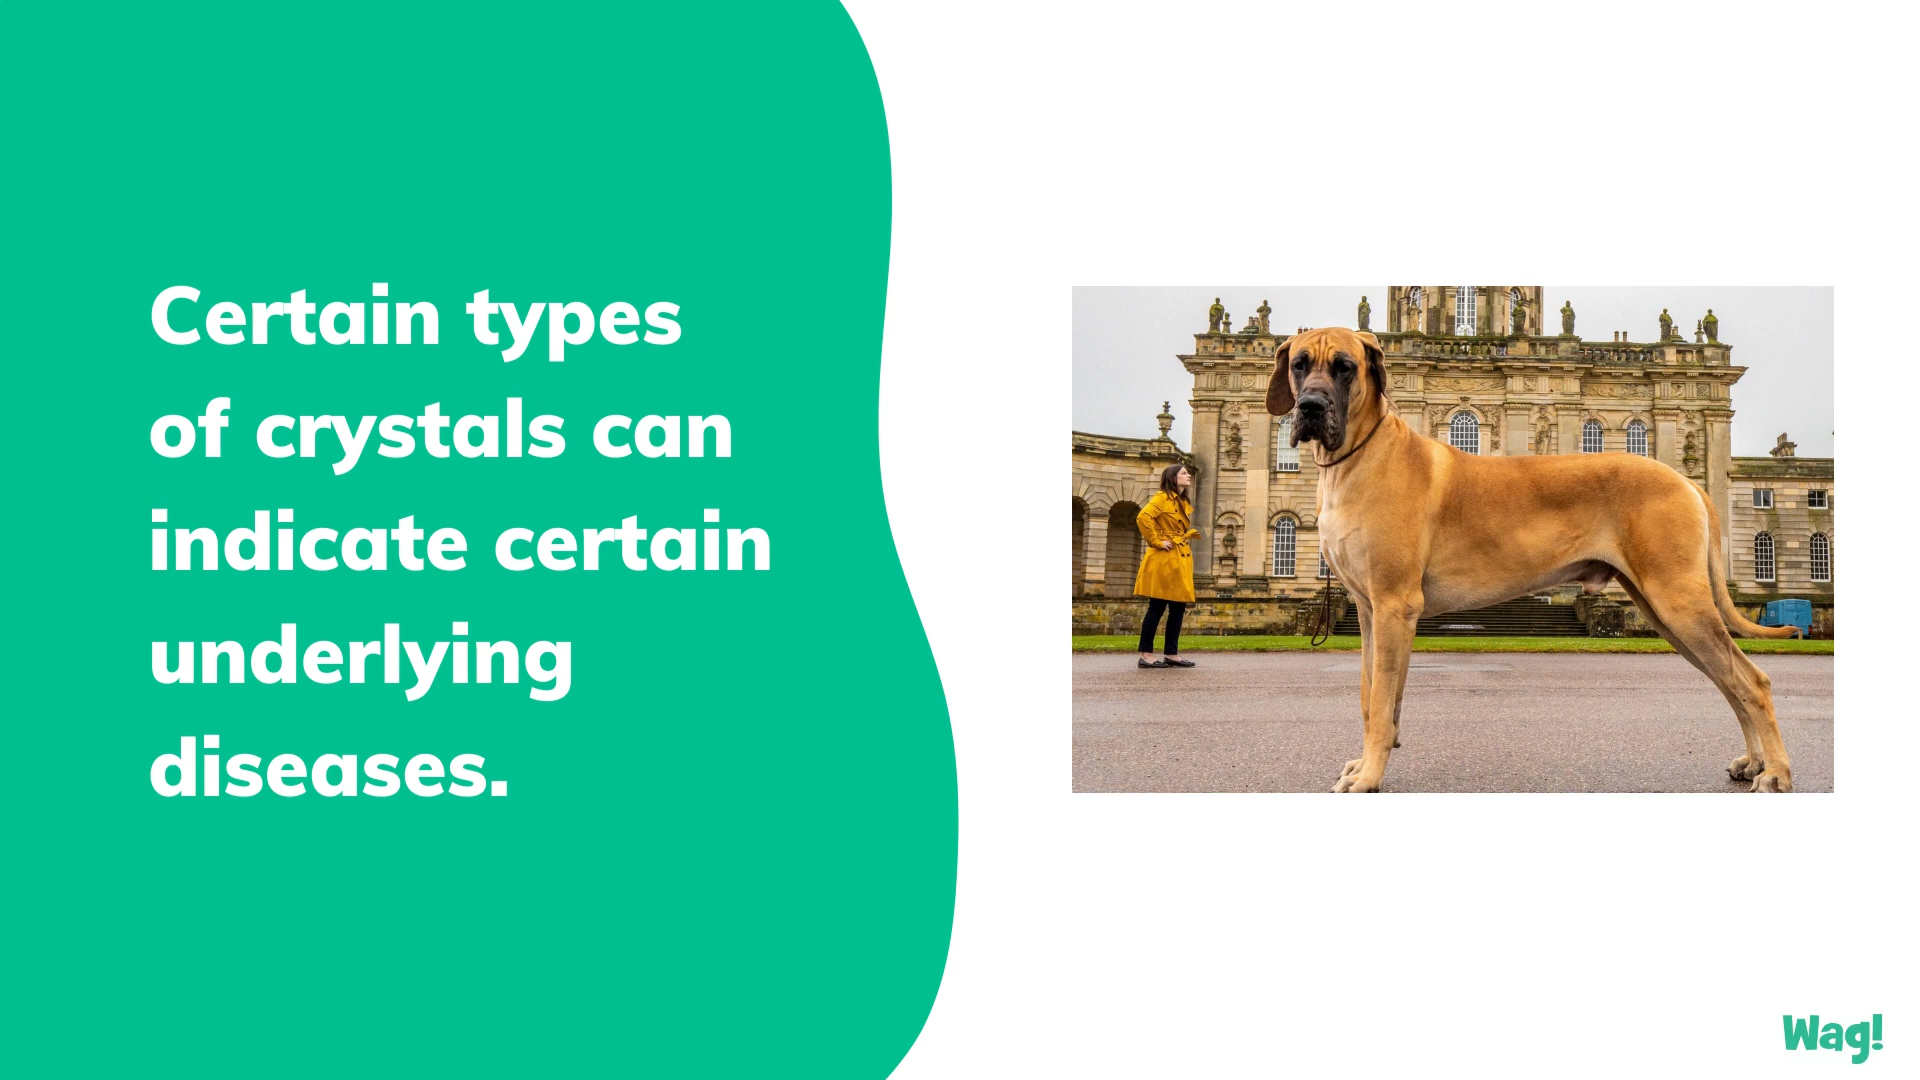 Certain types
of crystals can
indicate certain
underlying
diseases.
Wag!